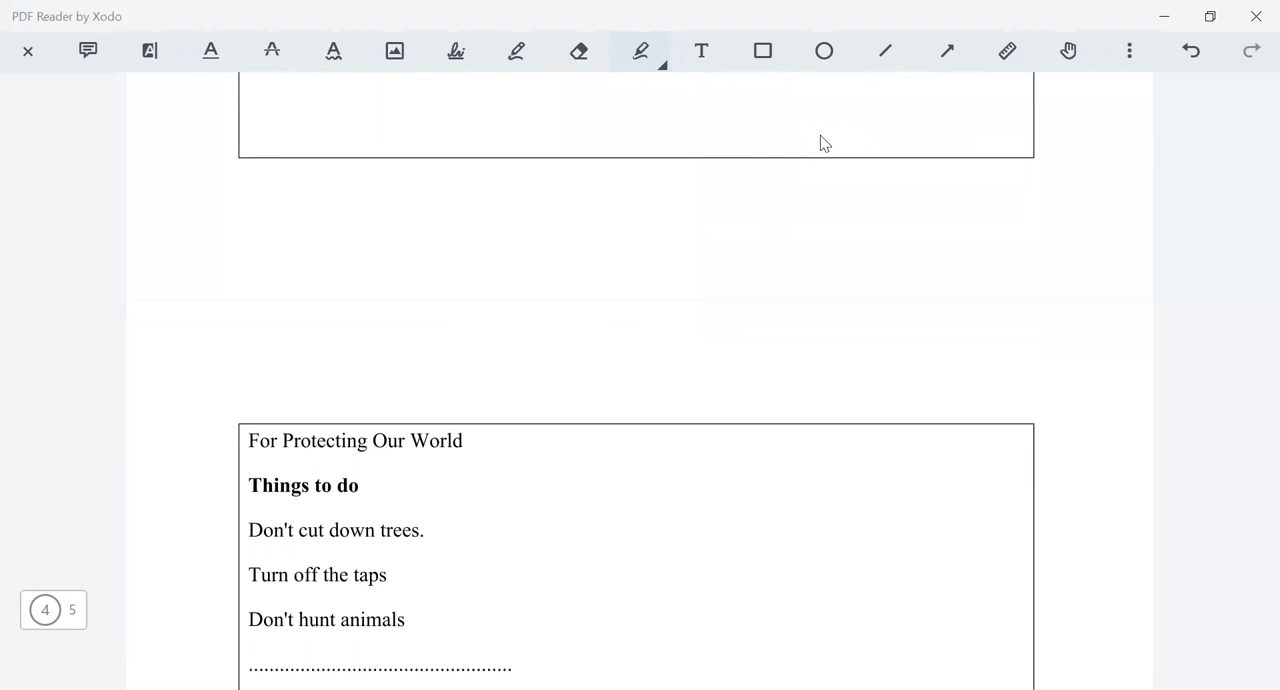 PDF Reader by Xodo
T
For Protecting Our World
Things to do
Don't cut down trees.
Turn off the taps
Don't hunt animals
....................................................
4 5